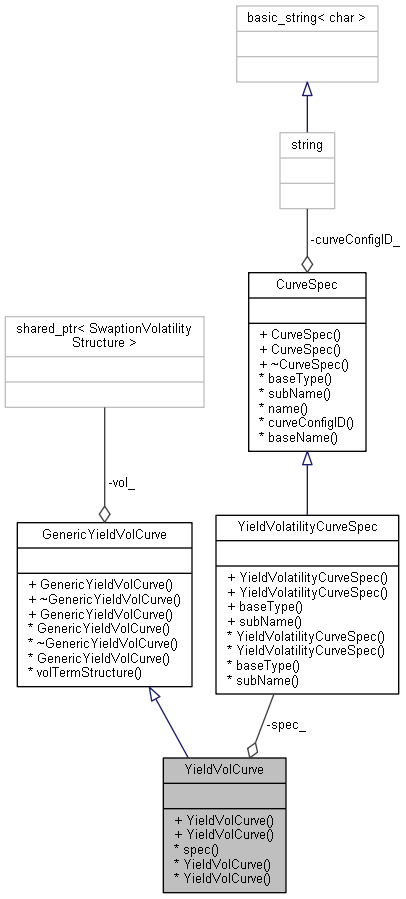 basic_string< char >
string
-curveConfigID_
CurveSpec
+ CurveSpec()
+ CurveSpec()
+ ~CurveSpec()
* baseType()
* subName()
* name()
* curveConfigID()
* baseName()
shared_ptr< SwaptionVolatility
Structure >
-vol_
GenericYieldVolCurve
+ GenericYieldVolCurve()
+ ~GenericYieldVolCurve()
+ GenericYieldVolCurve()
* GenericYieldVolCurve()
* ~GenericYieldVolCurve()
* GenericYieldVolCurve()
* volTermStructure()
YieldVolatilityCurveSpec
+ YieldVolatilityCurveSpec()
+ YieldVolatilityCurveSpec()
+ baseType()
+ subName()
* YieldVolatilityCurveSpec()
* YieldVolatilityCurveSpec()
* baseType()
* subName()
-spec_
YieldVolCurve
+ YieldVolCurve()
+ YieldVolCurve()
* spec()
* YieldVolCurve()
* YieldVolCurve()